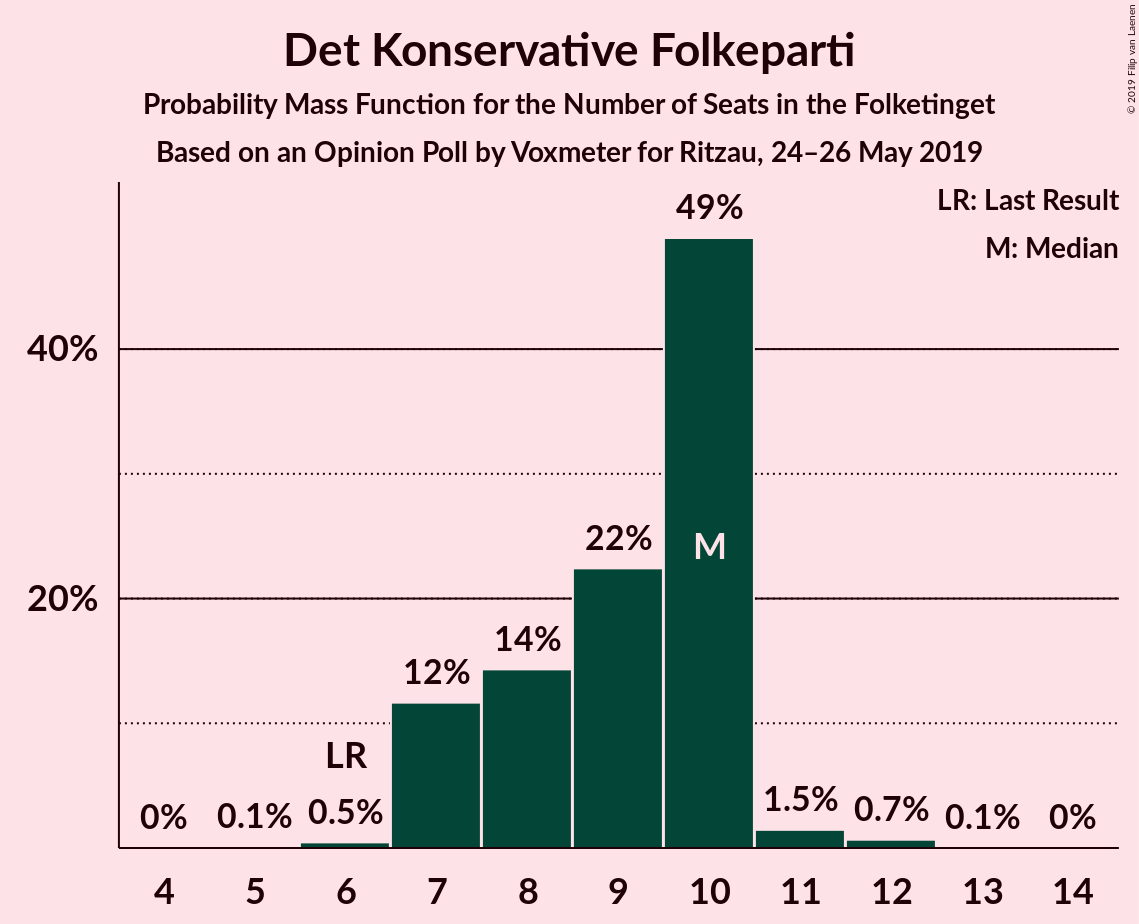 Det Konservative Folkeparti
Probability Mass Function for the Number of Seats in the Folketinget
Based on an Opinion Poll by Voxmeter for Ritzau, 24–26 May 2019
© 2019 Filip van Laenen
LR: Last Result
M: Median
49%
40%
22%
M
20%
14%
12%
LR
0% 0.1% 0.5% 1.5% 0.7% 0.1% 0%
4 5 6 7 8 9 10 11 12 13 14